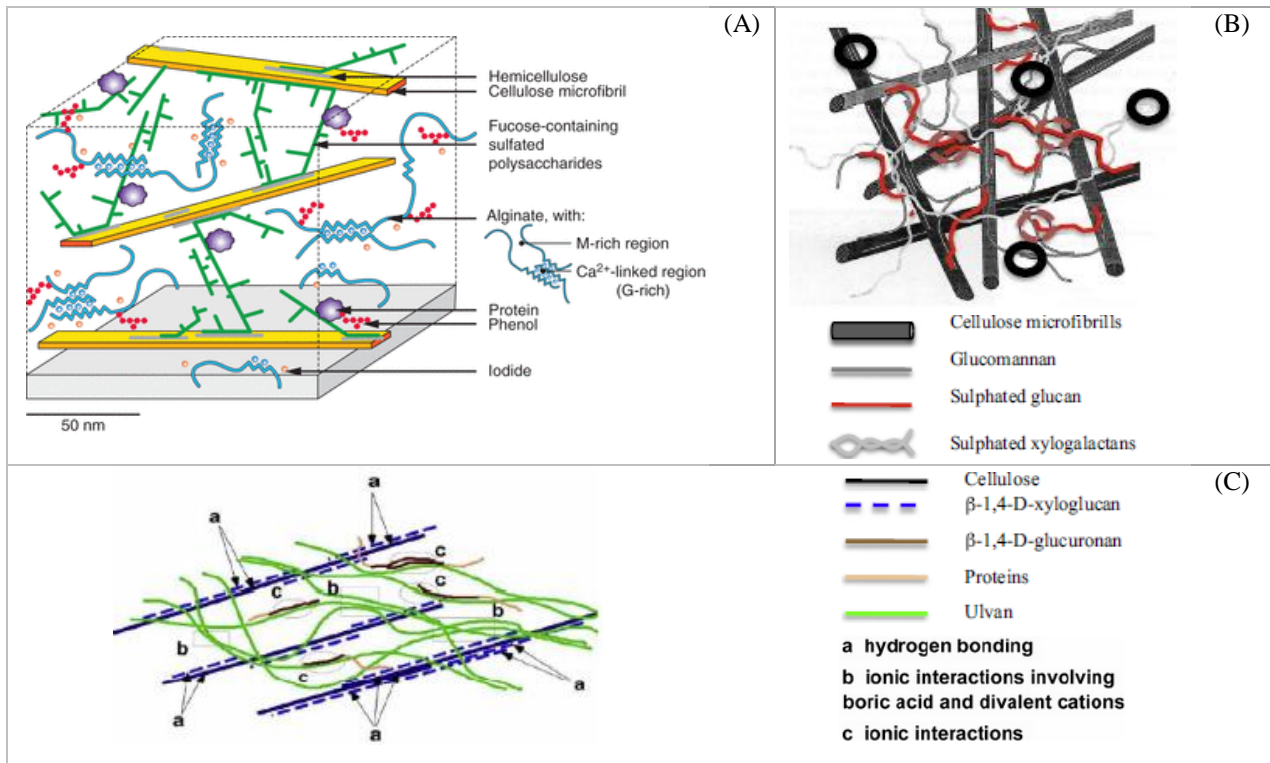 (A)
Hemicellulose
Cellulose microfibril
Fucose-containing
sulfated
polysaccharides
Alginate, with:
M-rich region
Ca²⁺-linked region
(G-rich)
Protein
Phenol
Iodide
50 nm
(B)
Cellulose microfibrills
Glucomannan
Sulphated glucan
Sulphated xylogalactans
(C)
a
a
a
c
c
b
c
b
b
c
a
a
a
Cellulose
β-1,4-D-xyloglucan
β-1,4-D-glucuronan
Proteins
Ulvan
a hydrogen bonding
b ionic interactions involving
boric acid and divalent cations
c ionic interactions